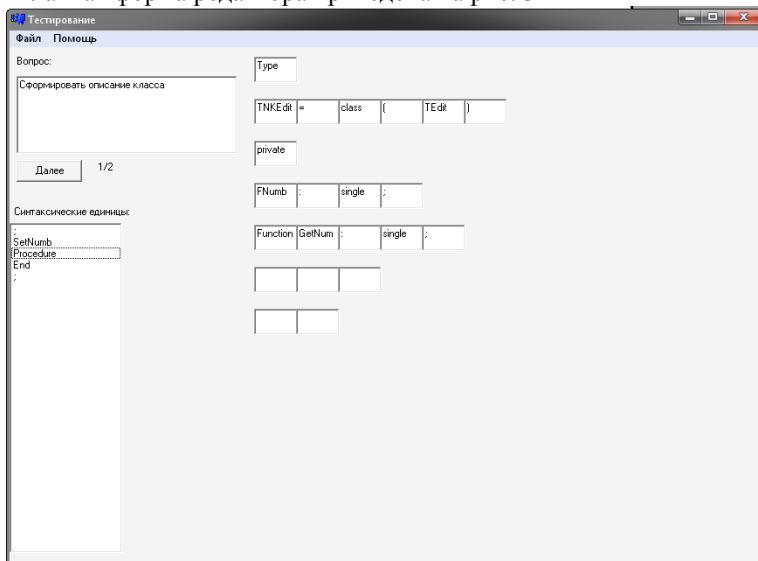 Тестирование
Файл Помощь
Вопрос:
Сформировать описание класса
Далее 1/2
Синтаксические единицы:
;
SetNumb
Procedure
End
;
Type
TNKEdit = class ( TEdit )
private
FNumb : single ;
Function GetNum : single ;